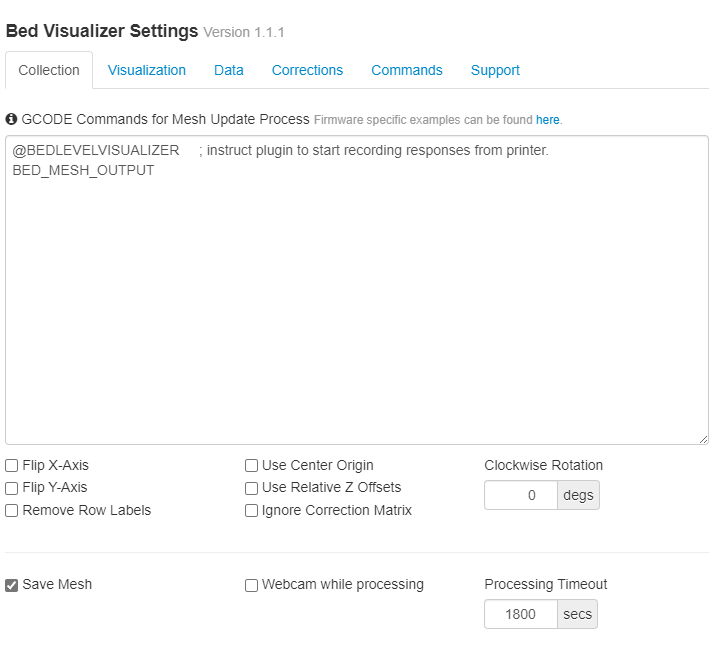 Bed Visualizer Settings Version 1.1.1
Collection Visualization Data Corrections Commands Support
GCODE Commands for Mesh Update Process Firmware specific examples can be found here.
@BEDLEVELVISUALIZER ; instruct plugin to start recording responses from printer.
BED_MESH_OUTPUT
Flip X-Axis Use Center Origin Clockwise Rotation
Flip Y-Axis Use Relative Z Offsets 0 degs
Remove Row Labels Ignore Correction Matrix
Save Mesh Webcam while processing Processing Timeout
1800 secs